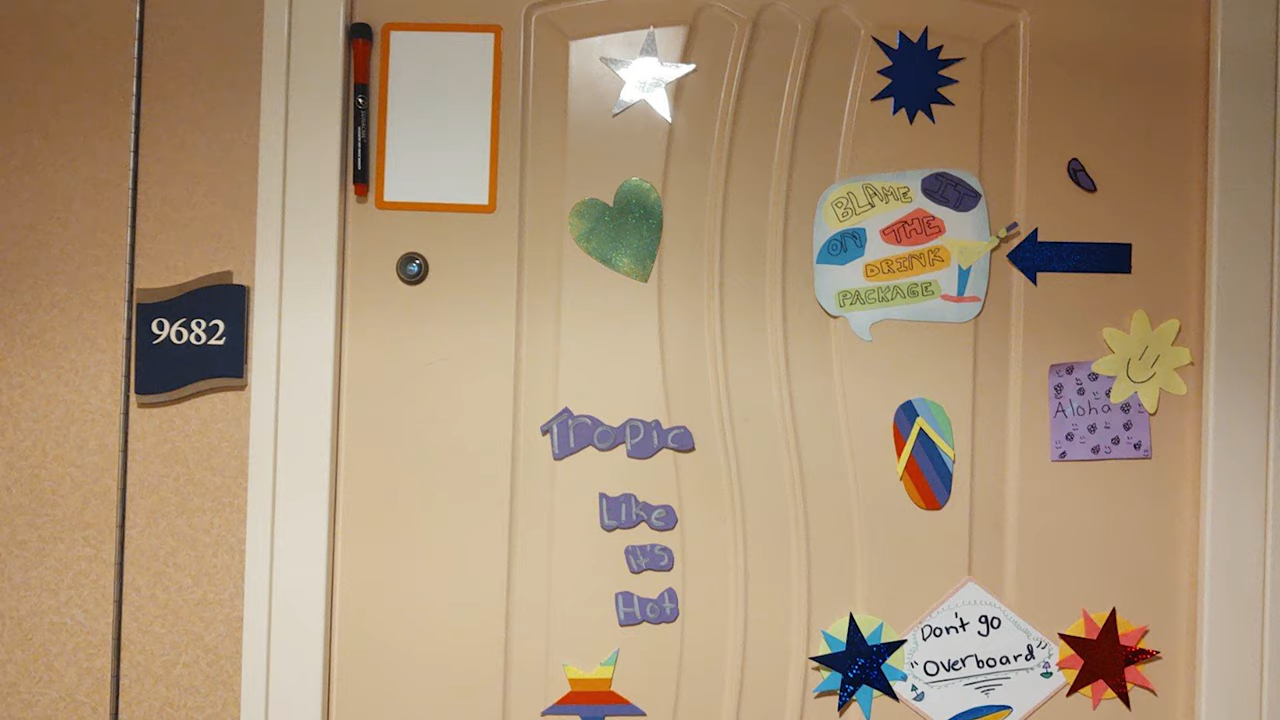 9682
BLAME IT
ON THE
DRINK
PACKAGE
Aloha
Tropic
Like
it's
Hot
Don't go
"Overboard"